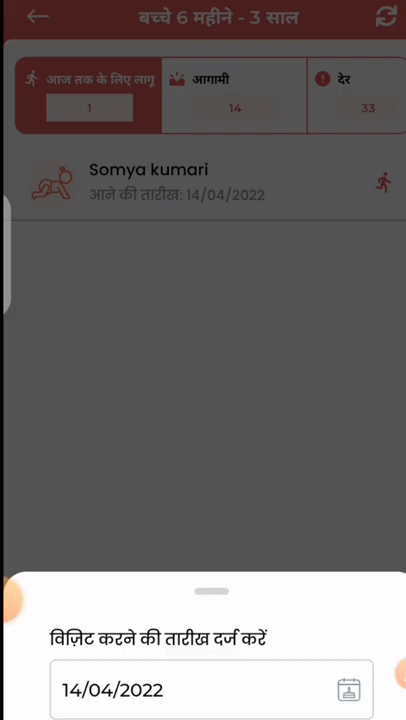 बच्चे 6 महीने - 3 साल
आज तक के लिए लागू
1
आगामी
14
देर
33
Somya kumari
आने की तारीख: 14/04/2022
विज़िट करने की तारीख दर्ज करें
14/04/2022